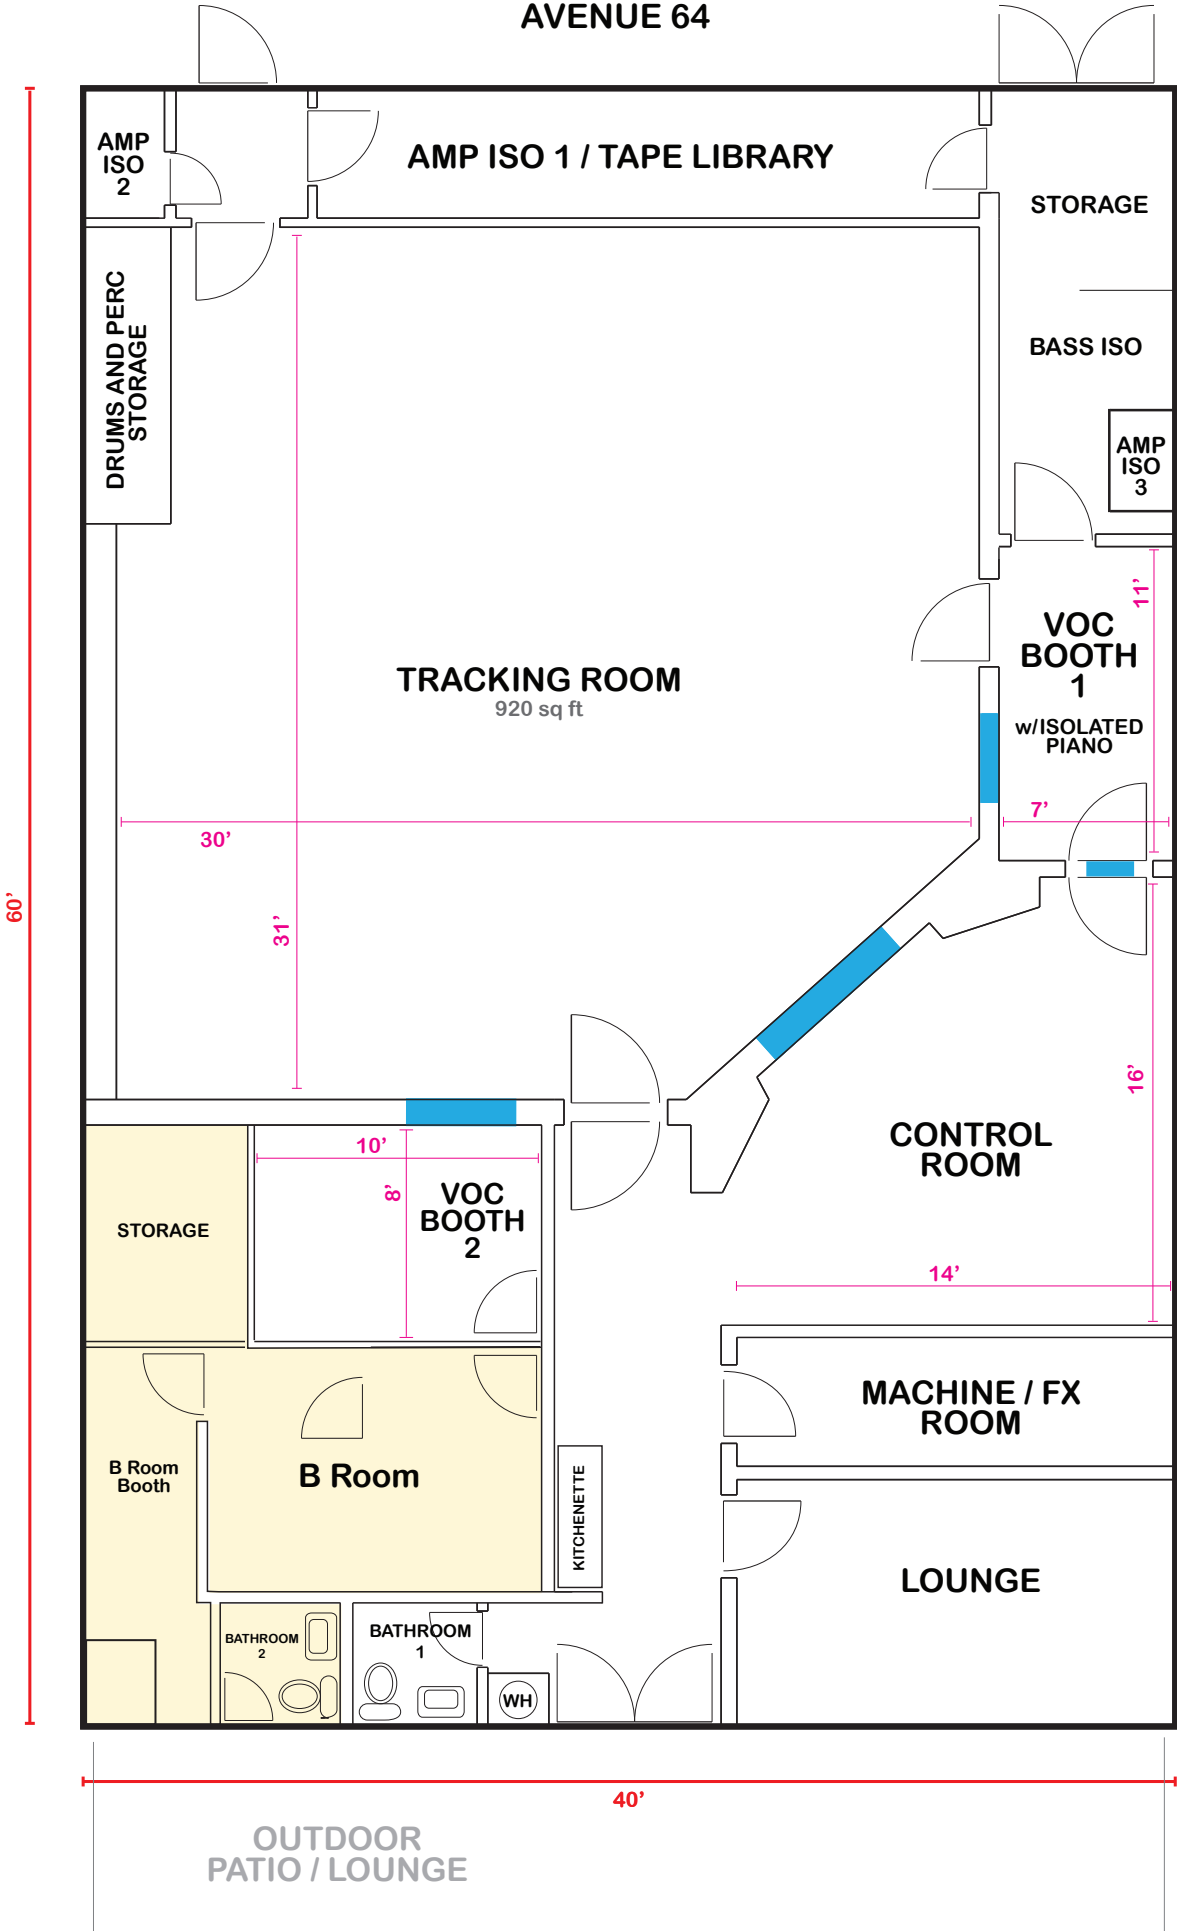 AVENUE 64
AMP
ISO
2
AMP ISO 1 / TAPE LIBRARY
STORAGE
DRUMS AND PERC
STORAGE
BASS ISO
AMP
ISO
3
11’
VOC
BOOTH
1
w/ISOLATED
PIANO
TRACKING ROOM
920 sq ft
7’
30’
60’
31’
16’
CONTROL
ROOM
10’
8’
VOC
BOOTH
2
STORAGE
14’
MACHINE / FX
ROOM
B Room
Booth
B Room
KITCHENETTE
LOUNGE
BATHROOM
2
BATHROOM
1
WH
40’
OUTDOOR
PATIO / LOUNGE